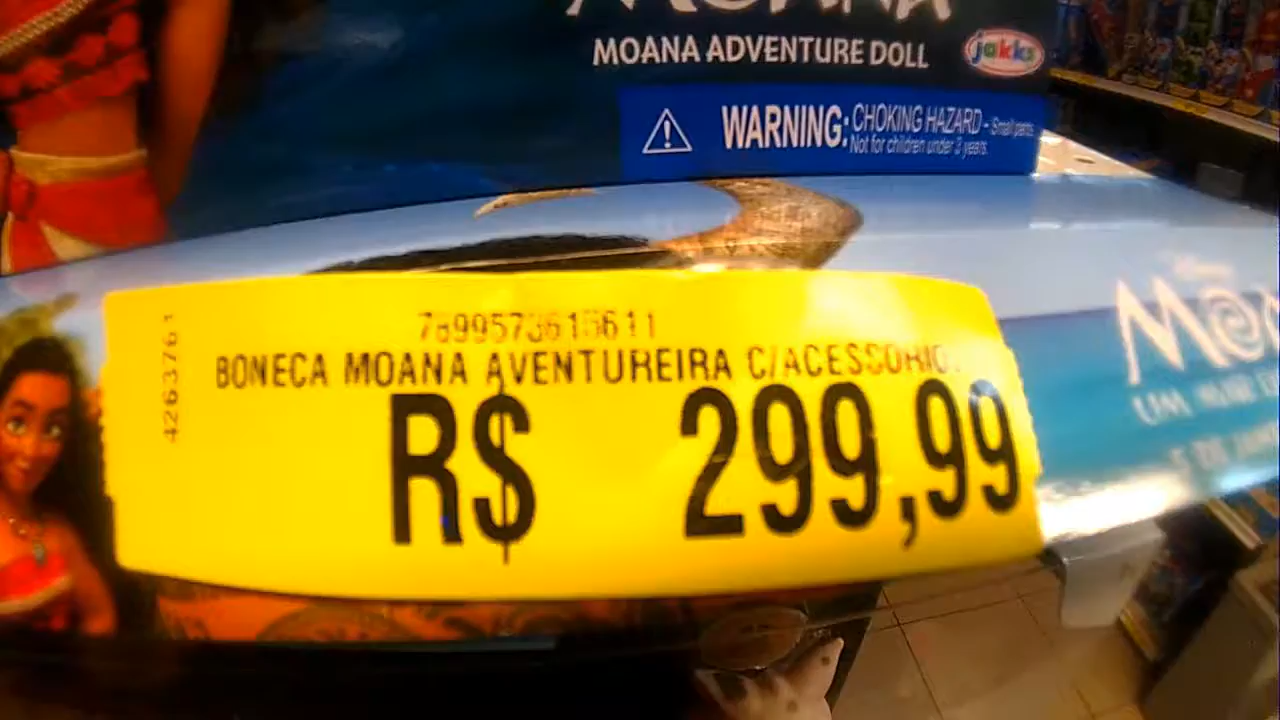 MOANA
MOANA ADVENTURE DOLL
jakks
WARNING: CHOKING HAZARD - Small parts.
Not for children under 3 years.
7899573615611
BONECA MOANA AVENTUREIRA C/ACESSORIO
4263761
R$ 299,99